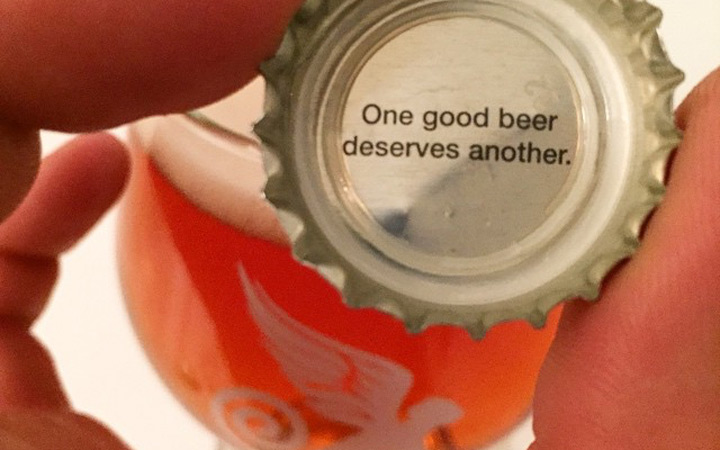 One good beer
deserves another.